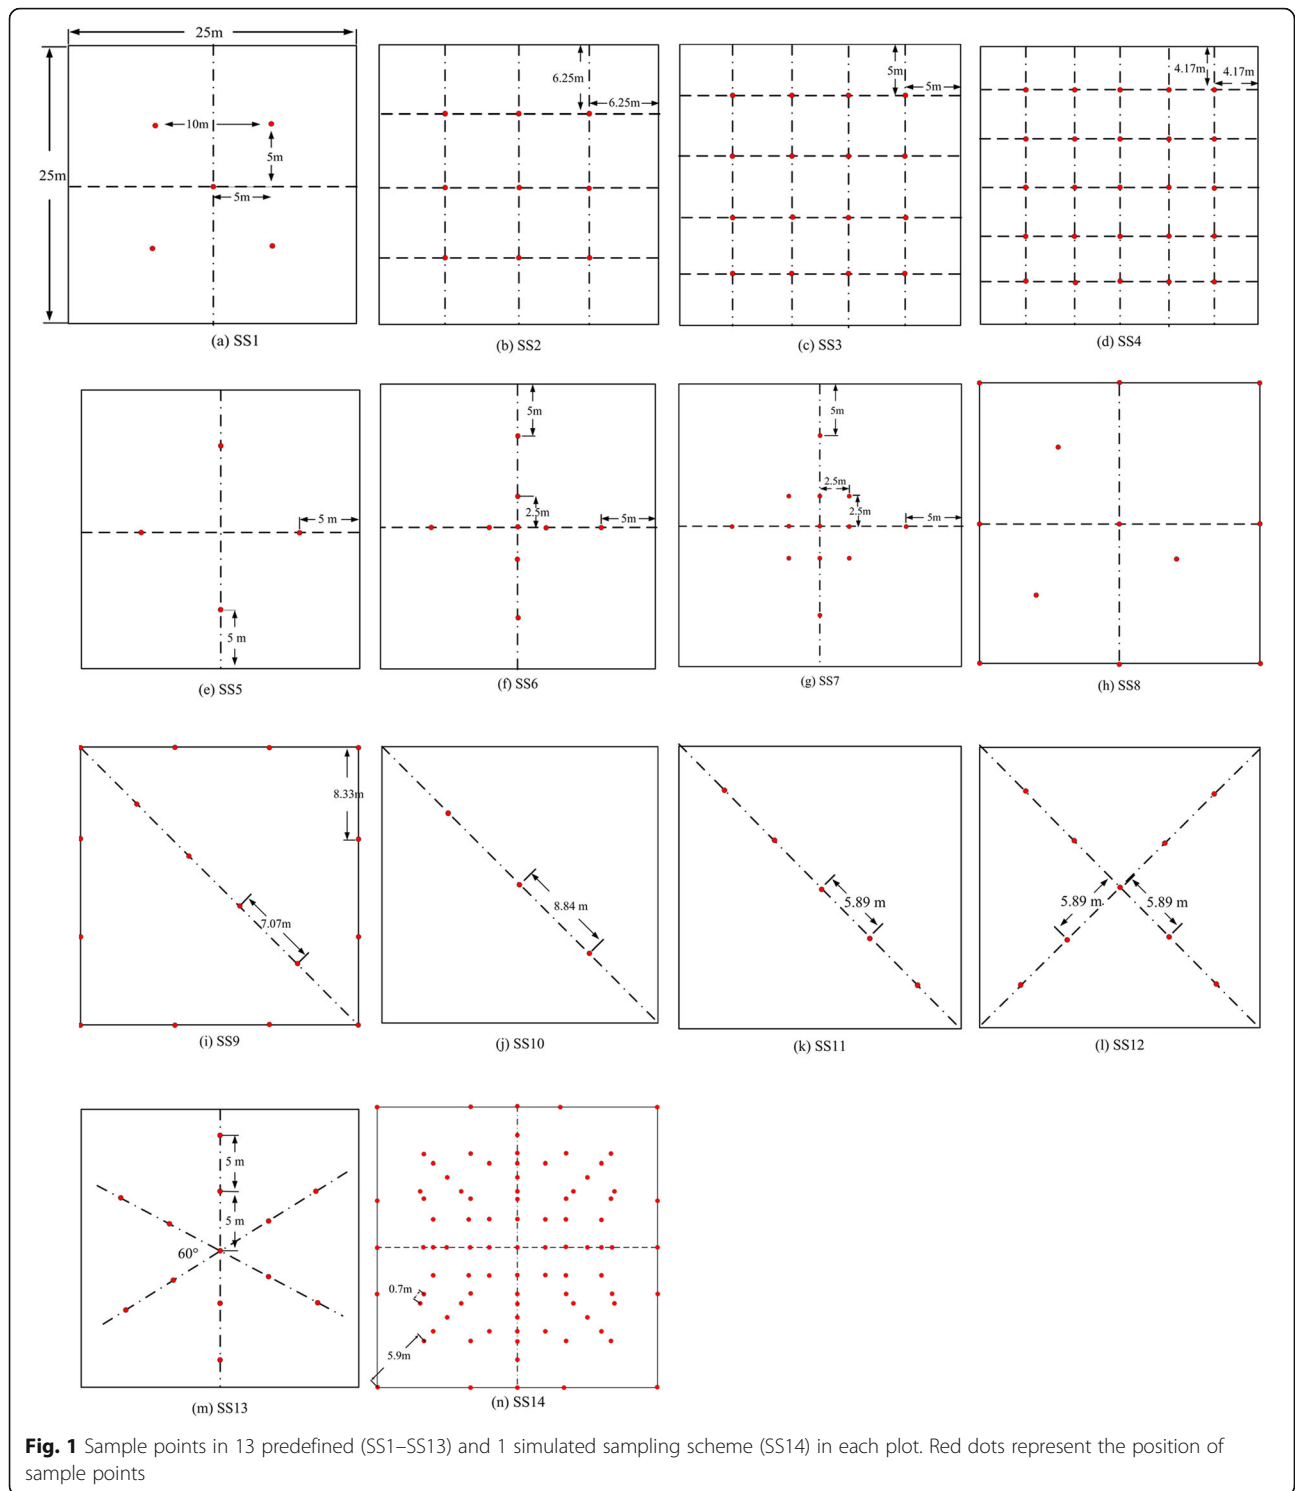 25m
25m
10m
5m
5m
(a) SS1
6.25m
6.25m
(b) SS2
5m
5m
(c) SS3
4.17m
4.17m
(d) SS4
5 m
5 m
(e) SS5
5m
2.5m
5m
(f) SS6
5m
2.5m
2.5m
5m
(g) SS7
(h) SS8
8.33m
7.07m
(i) SS9
8.84 m
(j) SS10
5.89 m
(k) SS11
5.89 m
5.89 m
(l) SS12
5 m
5 m
60°
(m) SS13
0.7m
5.9m
(n) SS14
Fig. 1 Sample points in 13 predefined (SS1–SS13) and 1 simulated sampling scheme (SS14) in each plot. Red dots represent the position of
sample points